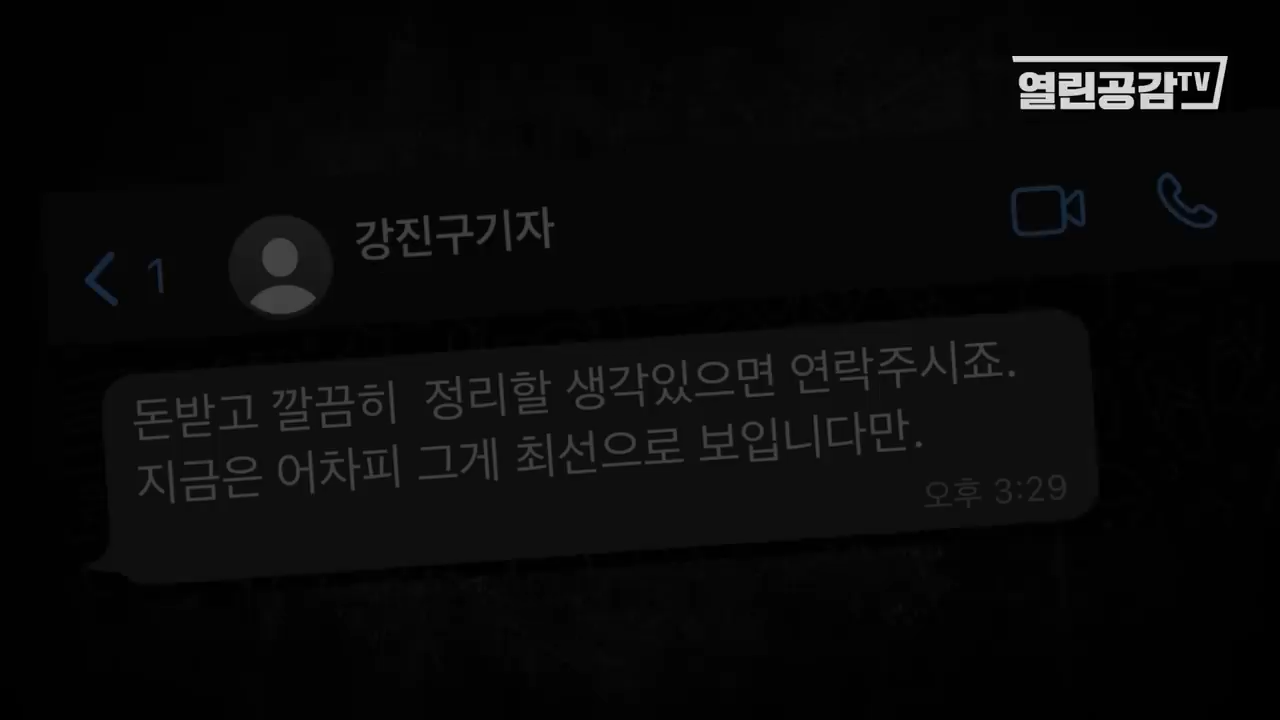 열린공감TV
1
강진구기자
돈받고 깔끔히 정리할 생각있으면 연락주시죠.
지금은 어차피 그게 최선으로 보입니다만.
오후 3:29